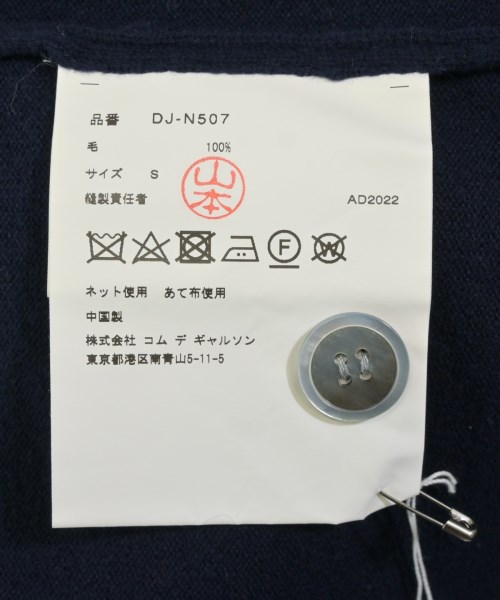 品番 DJ-N507
毛 100%
サイズ S
山本
縫製責任者 AD2022
F W
ネット使用 あて布使用
中国製
株式会社 コム デ ギャルソン
東京都港区南青山5-11-5